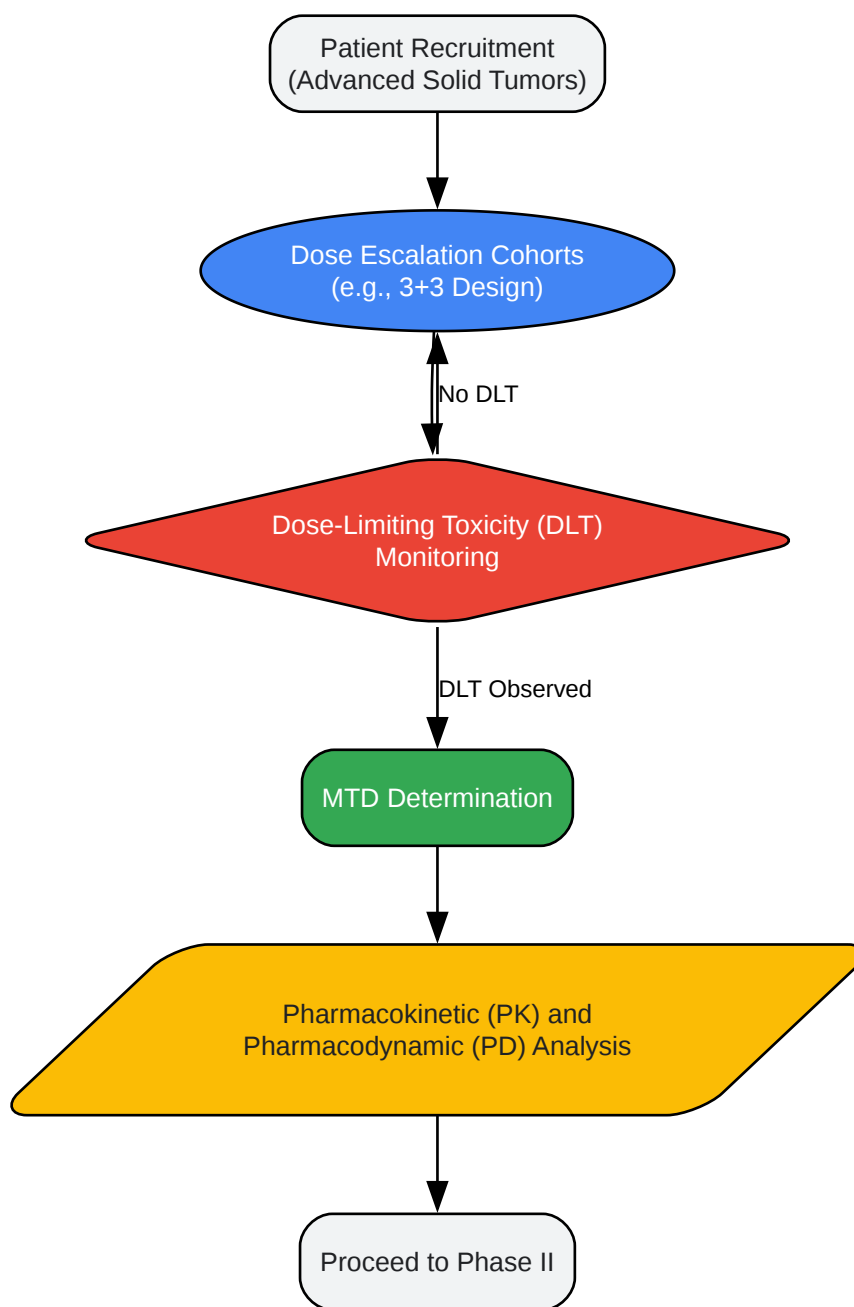 Patient Recruitment
(Advanced Solid Tumors)
Dose Escalation Cohorts
(e.g., 3+3 Design)
No DLT
Dose-Limiting Toxicity (DLT)
Monitoring
DLT Observed
MTD Determination
Pharmacokinetic (PK) and
Pharmacodynamic (PD) Analysis
Proceed to Phase II